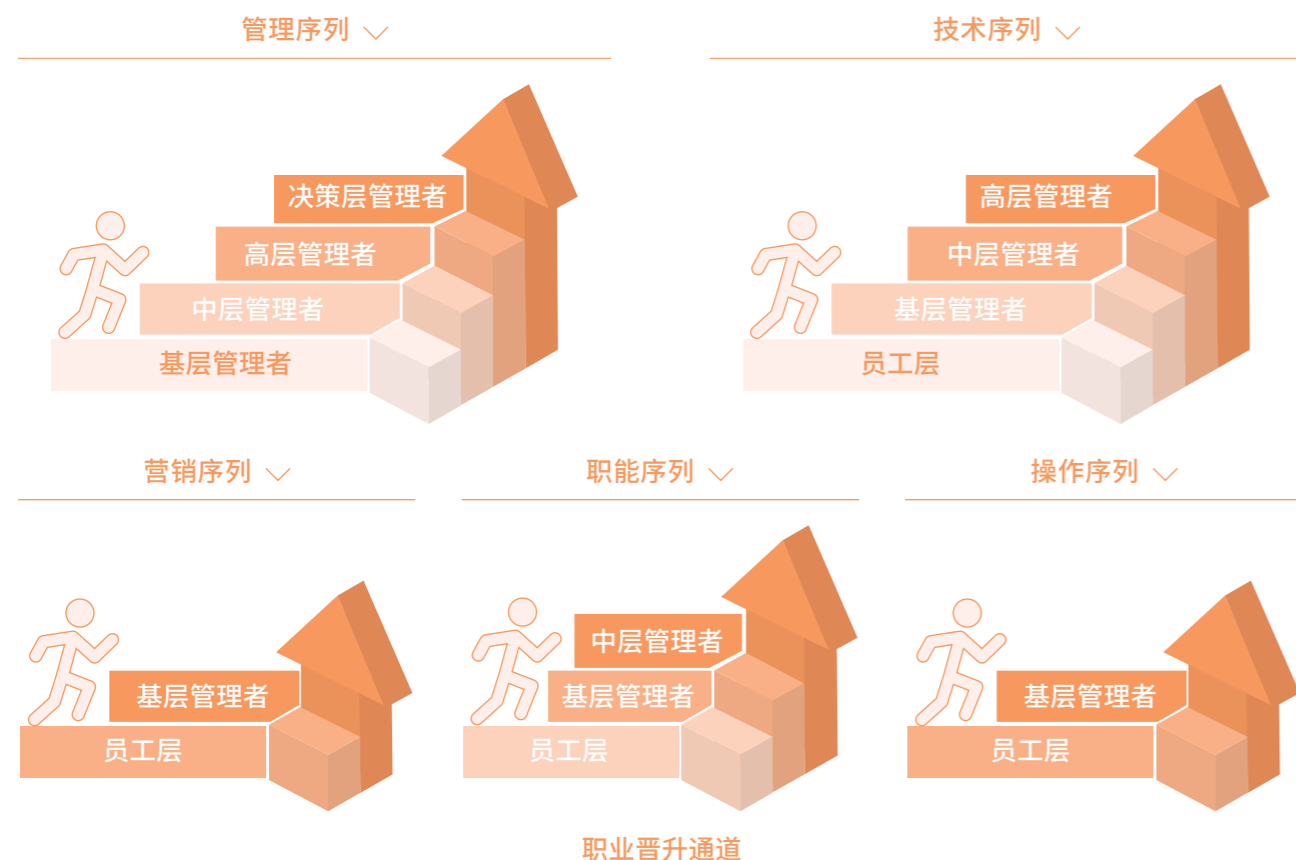 管理序列
决策层管理者
高层管理者
中层管理者
基层管理者
技术序列
高层管理者
中层管理者
基层管理者
员工层
营销序列
基层管理者
员工层
职能序列
中层管理者
基层管理者
员工层
操作序列
基层管理者
员工层
职业晋升通道